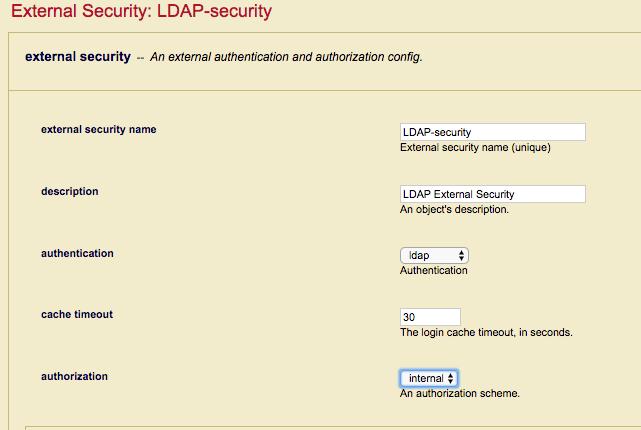 External Security: LDAP-security
external security -- An external authentication and authorization config.
external security name
LDAP-security
External security name (unique)
description
LDAP External Security
An object's description.
authentication
ldap
Authentication
cache timeout
30
The login cache timeout, in seconds.
authorization
internal
An authorization scheme.